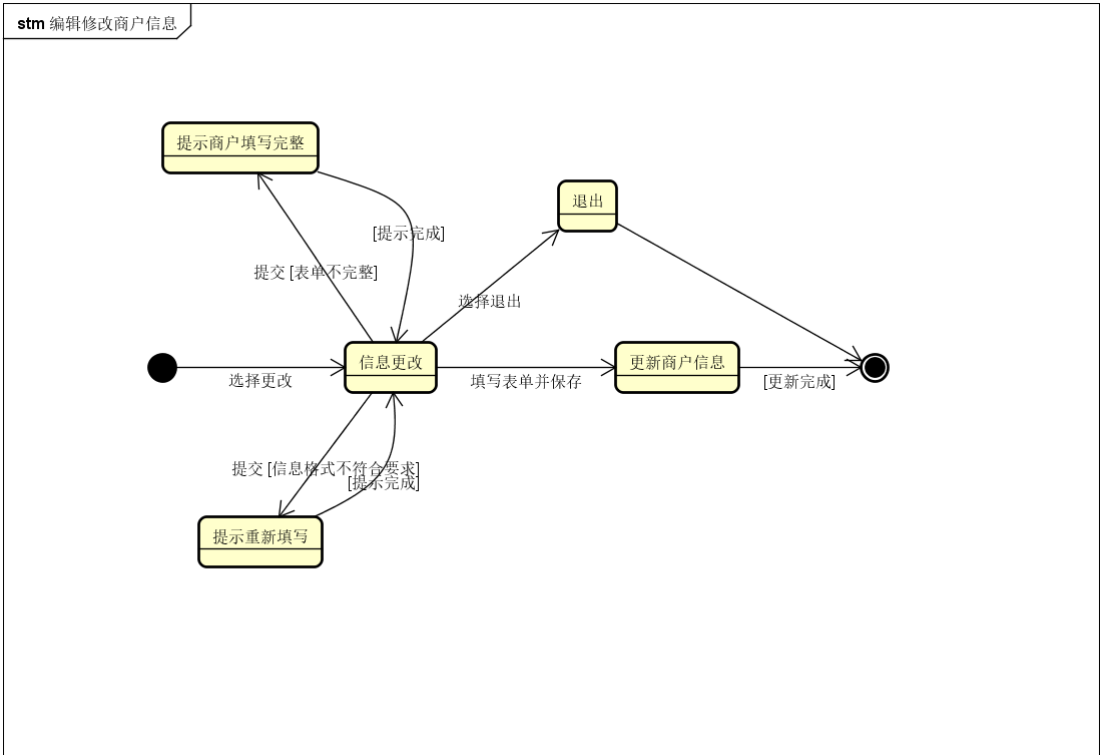 stm 编辑修改商户信息
提示商户填写完整
退出
[提示完成]
提交 [表单不完整]
选择退出
信息更改
更新商户信息
选择更改
填写表单并保存
[更新完成]
提交 [信息格式不符合要求]
[提示完成]
提示重新填写